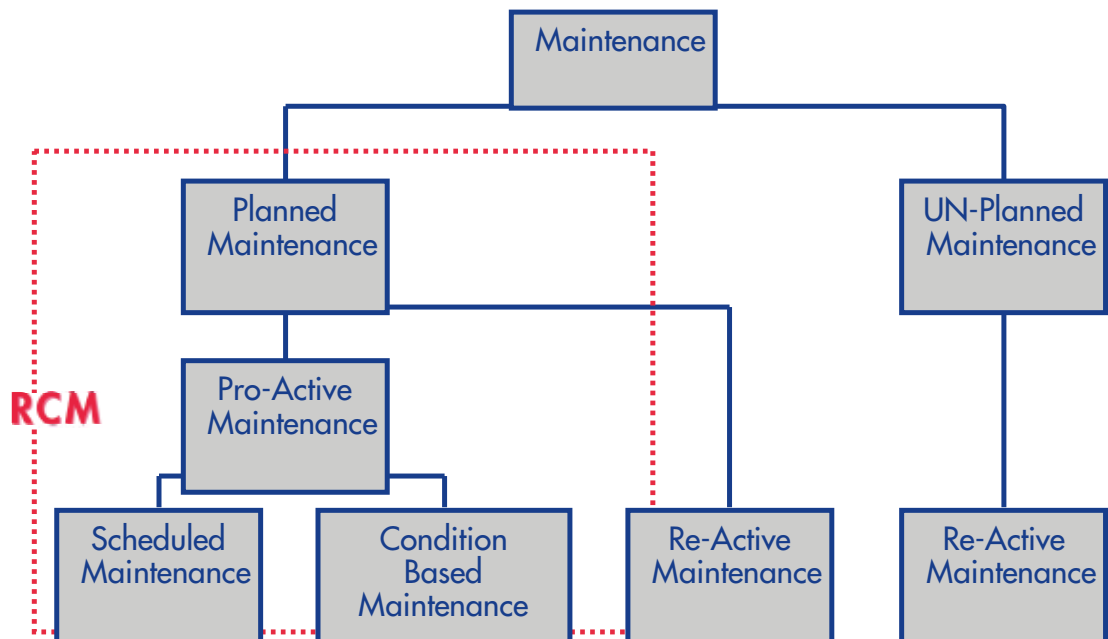 Maintenance
Planned
Maintenance
UN-Planned
Maintenance
Pro-Active
Maintenance
RCM
Scheduled
Maintenance
Condition
Based
Maintenance
Re-Active
Maintenance
Re-Active
Maintenance